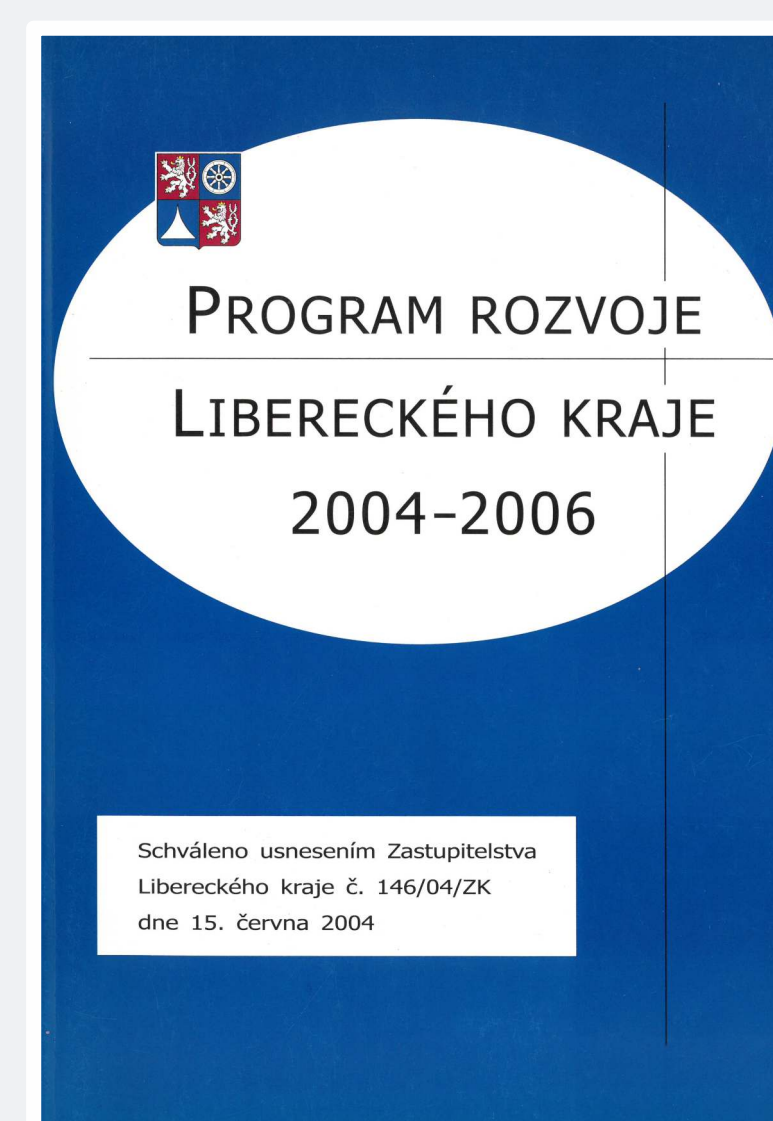 PROGRAM ROZVOJE
LIBERECKÉHO KRAJE
2004–2006
Schváleno usnesením Zastupitelstva
Libereckého kraje č. 146/04/ZK
dne 15. června 2004